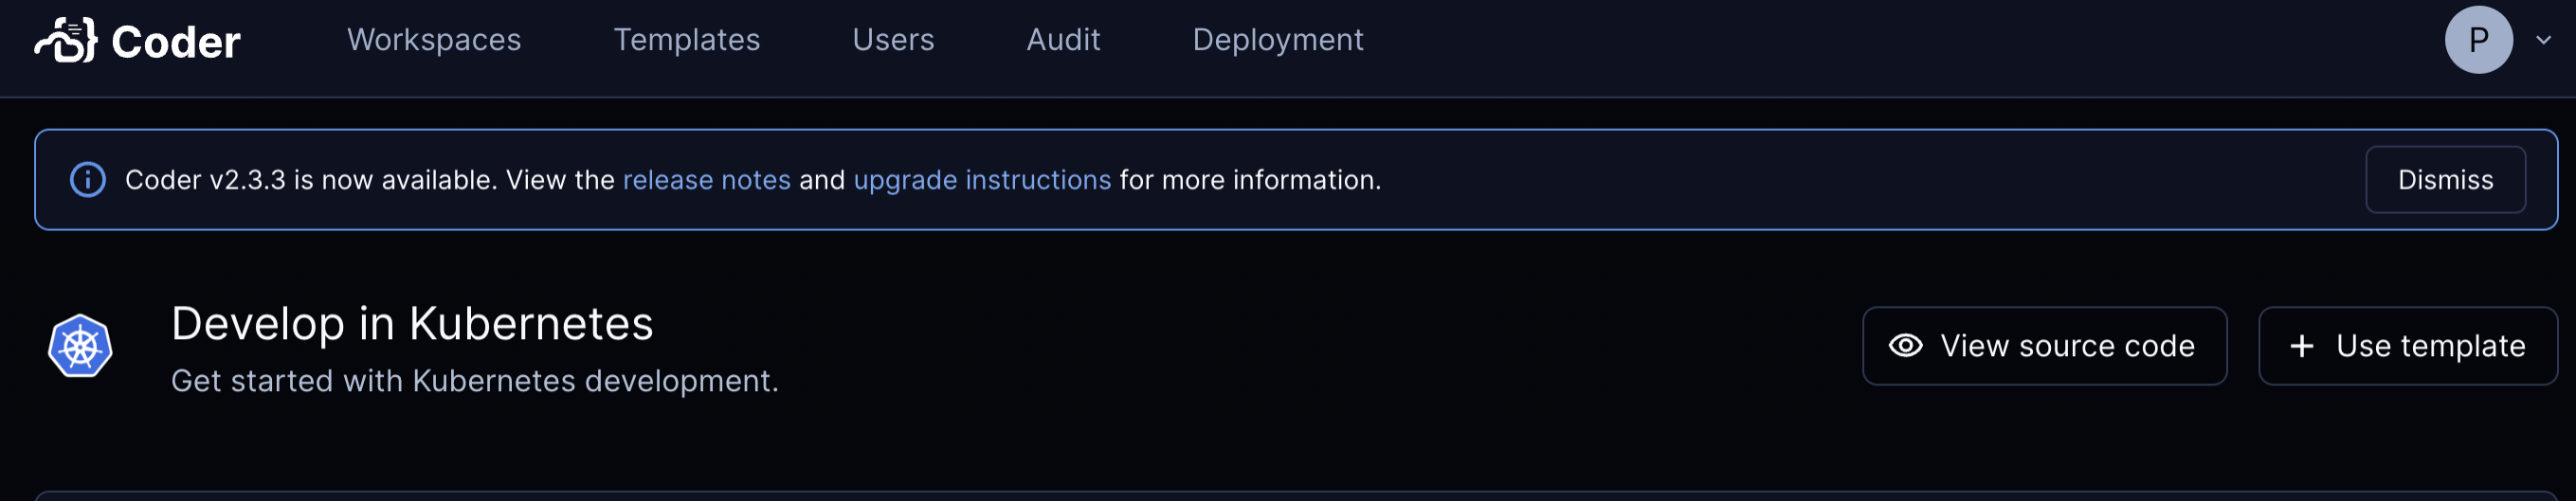 Coder Workspaces Templates Users Audit Deployment P
Coder v2.3.3 is now available. View the release notes and upgrade instructions for more information. Dismiss
Develop in Kubernetes
Get started with Kubernetes development.
View source code Use template